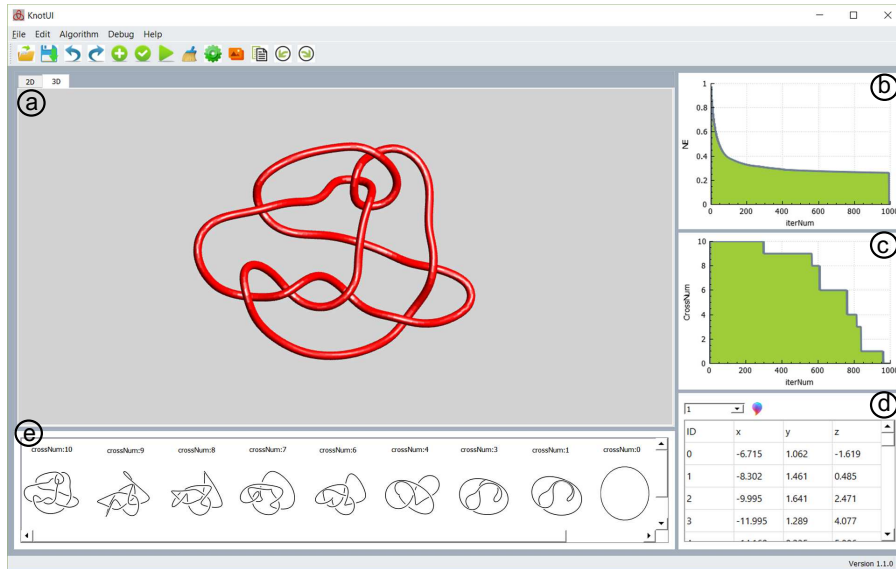 KnotUI
File Edit Algorithm Debug Help
2D 3D
a
b
1
0.8
0.6
0.4
0.2
0
NE
0 200 400 600 800 1000
iterNum
c
10
8
6
4
2
0
CrossNum
0 200 400 600 800 1000
iterNum
d
1
ID x y z
0 -6.715 1.062 -1.619
1 -8.302 1.461 0.485
2 -9.995 1.641 2.471
3 -11.995 1.289 4.077
e
crossNum:10 crossNum:9 crossNum:8 crossNum:7 crossNum:6 crossNum:4 crossNum:3 crossNum:1 crossNum:0
Version 1.1.0